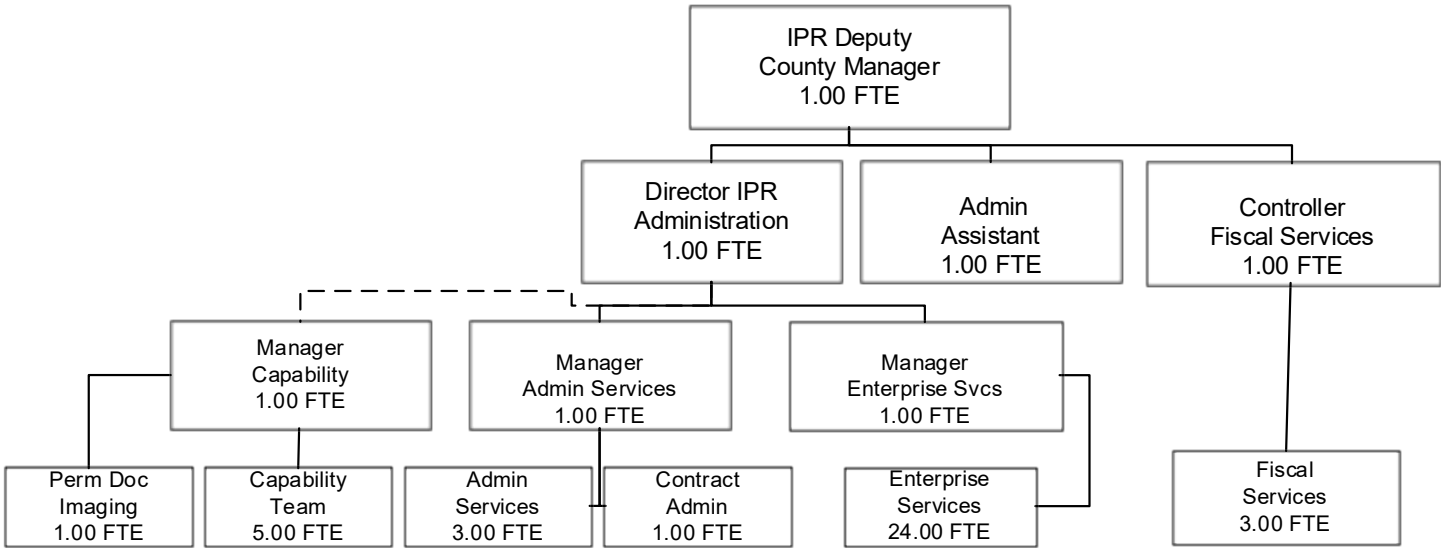 IPR Deputy
County Manager
1.00 FTE
Director IPR
Administration
1.00 FTE
Admin
Assistant
1.00 FTE
Controller
Fiscal Services
1.00 FTE
Manager
Capability
1.00 FTE
Manager
Admin Services
1.00 FTE
Manager
Enterprise Svcs
1.00 FTE
Perm Doc
Imaging
1.00 FTE
Capability
Team
5.00 FTE
Admin
Services
3.00 FTE
Contract
Admin
1.00 FTE
Enterprise
Services
24.00 FTE
Fiscal
Services
3.00 FTE